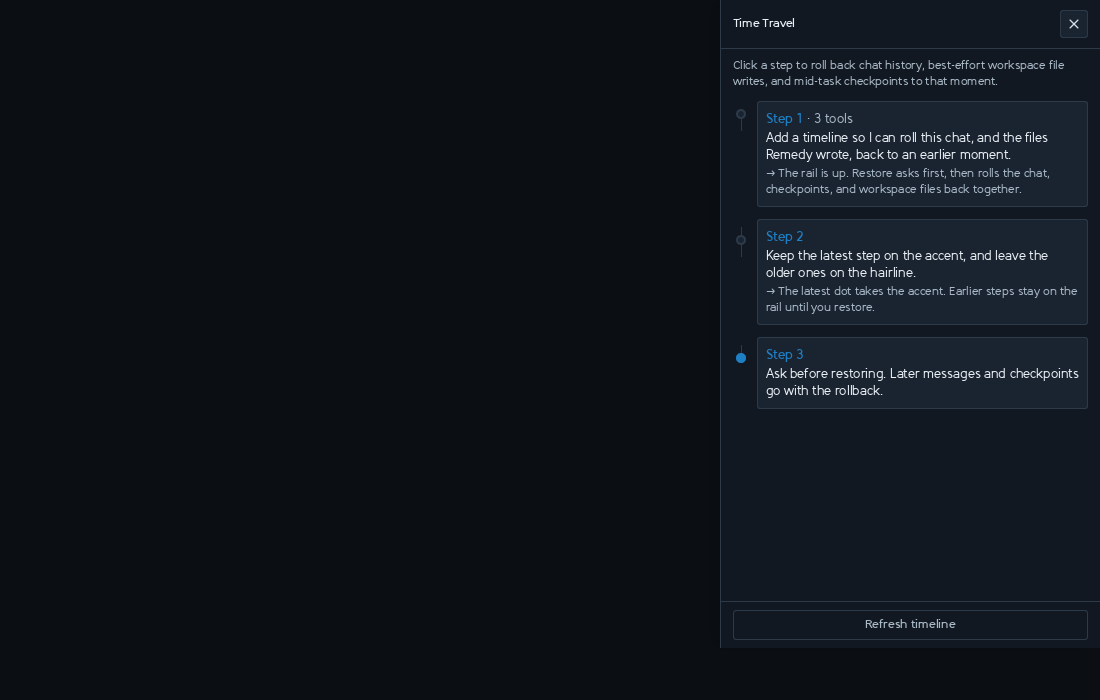 Time Travel
Click a step to roll back chat history, best-effort workspace file
writes, and mid-task checkpoints to that moment.
Step 1 · 3 tools
Add a timeline so I can roll this chat, and the files
Remedy wrote, back to an earlier moment.
→ The rail is up. Restore asks first, then rolls the chat,
checkpoints, and workspace files back together.
Step 2
Keep the latest step on the accent, and leave the
older ones on the hairline.
→ The latest dot takes the accent. Earlier steps stay on the
rail until you restore.
Step 3
Ask before restoring. Later messages and checkpoints
go with the rollback.
Refresh timeline